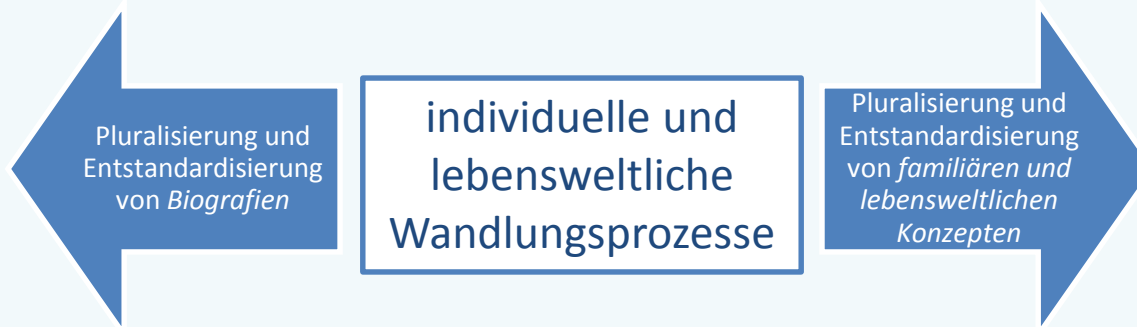 Pluralisierung und
Entstandardisierung
von Biografien
individuelle und
lebensweltliche
Wandlungsprozesse
Pluralisierung und
Entstandardisierung
von familiären und
lebensweltlichen
Konzepten